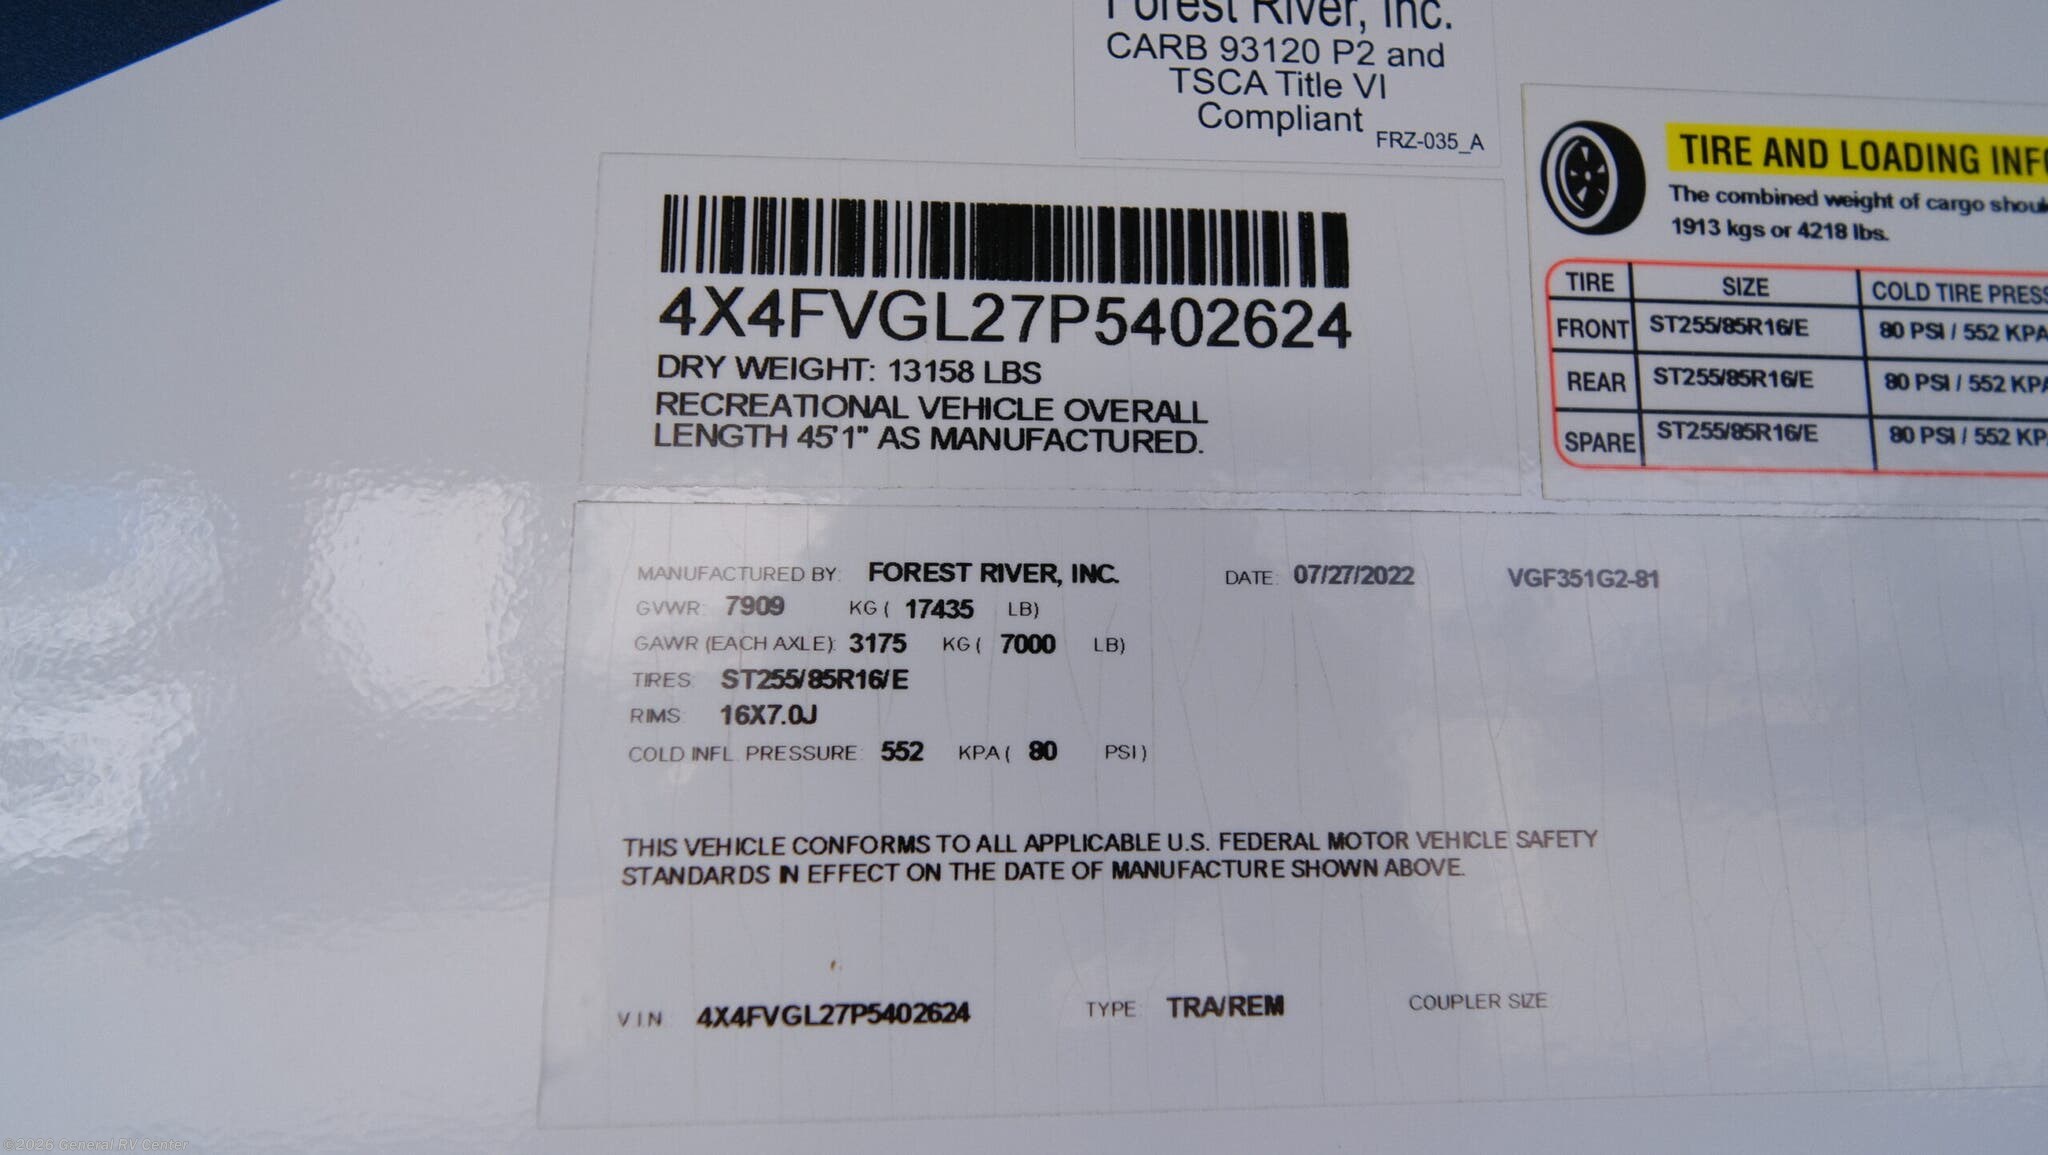 Forest River, Inc.
CARB 93120 P2 and
TSCA Title VI
Compliant
FRZ-035_A
4X4FVGL27P5402624
DRY WEIGHT: 13158 LBS
RECREATIONAL VEHICLE OVERALL
LENGTH 45'1" AS MANUFACTURED.
TIRE AND LOADING INFO
The combined weight of cargo
1913 kgs or 4218 lbs.
TIRE SIZE COLD TIRE
FRONT ST255/85R16/E 80 PSI / 552 KPA
REAR ST255/85R16/E 80 PSI / 552 KPA
SPARE ST255/85R16/E 80 PSI / 552 KP
MANUFACTURED BY: FOREST RIVER, INC. DATE: 07/27/2022 VGF351G2-81
GVWR: 7909 KG ( 17435 LB)
GAWR (EACH AXLE): 3175 KG ( 7000 LB)
TIRES: ST255/85R16/E
RIMS: 16X7.0J
COLD INFL. PRESSURE: 552 KPA ( 80 PSI )
THIS VEHICLE CONFORMS TO ALL APPLICABLE U.S. FEDERAL MOTOR VEHICLE SAFETY
STANDARDS IN EFFECT ON THE DATE OF MANUFACTURE SHOWN ABOVE.
VIN 4X4FVGL27P5402624 TYPE: TRA/REM COUPLER SIZE
©2026 General RV Center